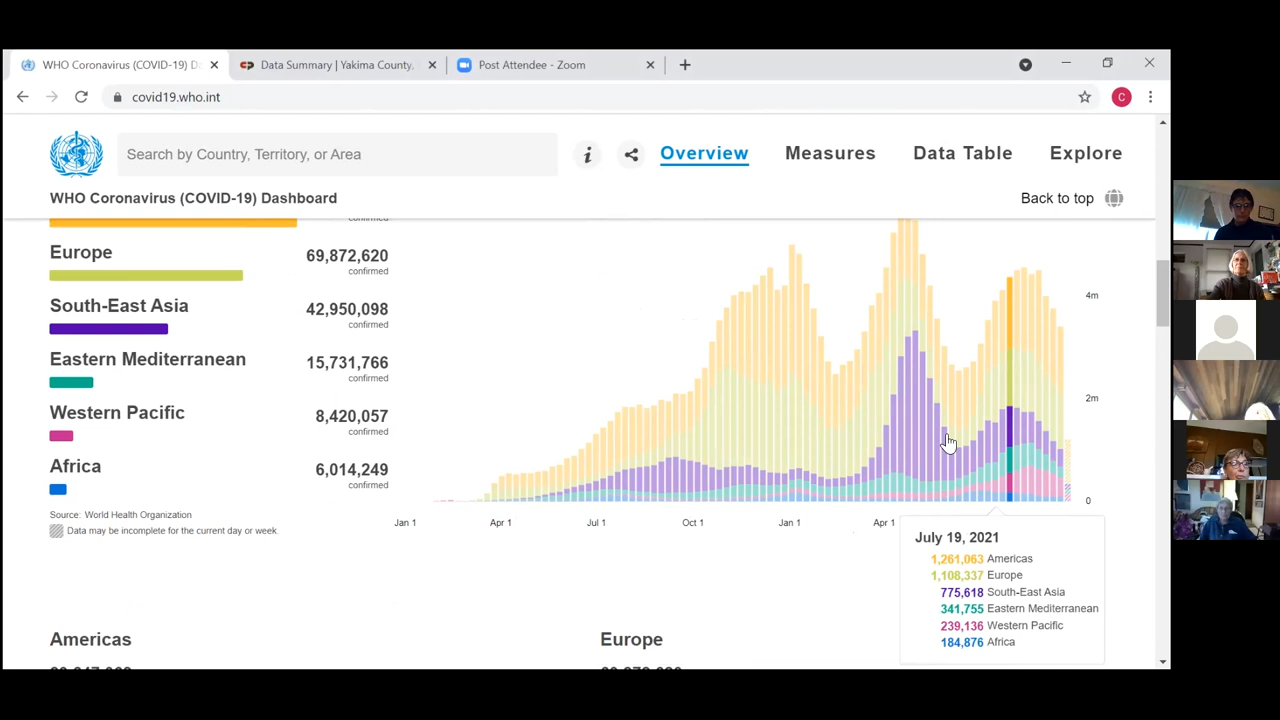 WHO Coronavirus (COVID-19) Da
Data Summary | Yakima County,
Post Attendee - Zoom
covid19.who.int
C
Search by Country, Territory, or Area
i
Overview
Measures
Data Table
Explore
WHO Coronavirus (COVID-19) Dashboard
Back to top
confirmed
Europe
69,872,620
confirmed
South-East Asia
42,950,098
confirmed
Eastern Mediterranean
15,731,766
confirmed
Western Pacific
8,420,057
confirmed
Africa
6,014,249
confirmed
Source: World Health Organization
Data may be incomplete for the current day or week.
4m
2m
0
Jan 1
Apr 1
Jul 1
Oct 1
Jan 1
Apr 1
July 19, 2021
1,261,063 Americas
1,108,337 Europe
775,618 South-East Asia
341,755 Eastern Mediterranean
239,136 Western Pacific
184,876 Africa
Americas
Europe